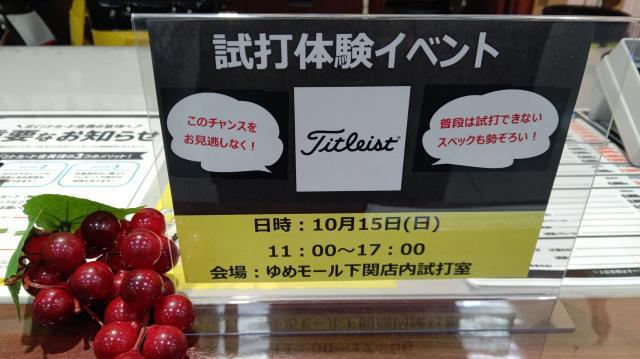 試打体験イベント
このチャンスを
お見逃しなく！
Titleist
普段は試打できない
スペックも勢ぞろい！
日時：10月15日(日)
11：00～17：00
会場：ゆめモール下関店内試打室
重要なお知らせ